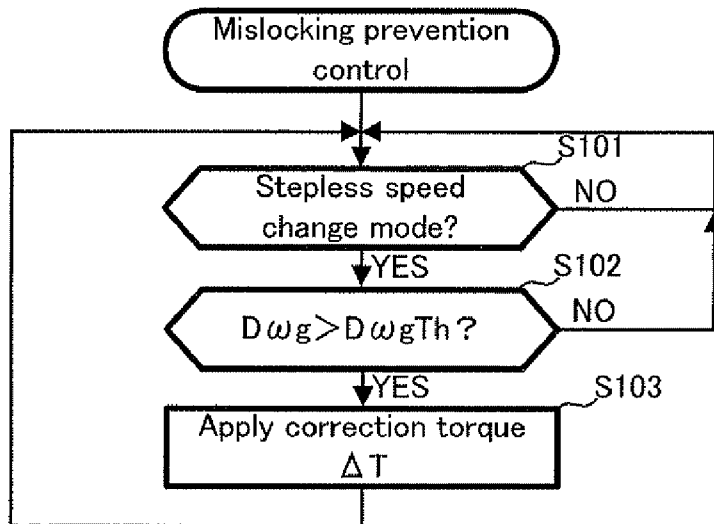 Mislocking prevention
control
S101
Stepless speed
change mode?
NO
YES
S102
Dωg>DωgTh?
NO
YES
S103
Apply correction torque
ΔT